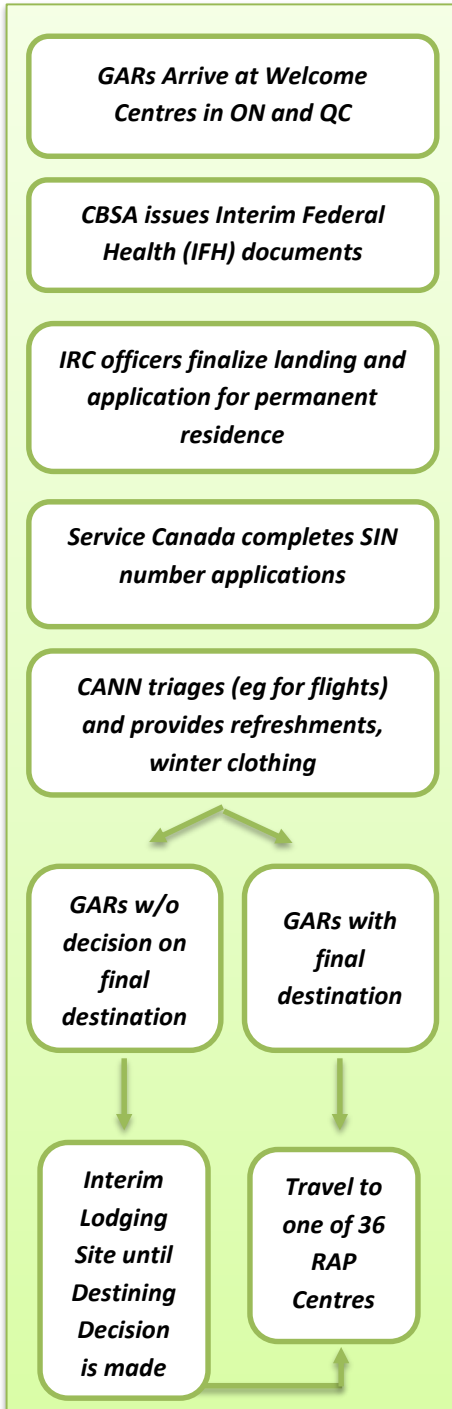 GARs Arrive at Welcome
Centres in ON and QC
CBSA issues Interim Federal
Health (IFH) documents
IRC officers finalize landing and
application for permanent
residence
Service Canada completes SIN
number applications
CANN triages (eg for flights)
and provides refreshments,
winter clothing
GARs w/o
decision on
final
destination
GARs with
final
destination
Interim
Lodging
Site until
Destining
Decision
is made
Travel to
one of 36
RAP
Centres